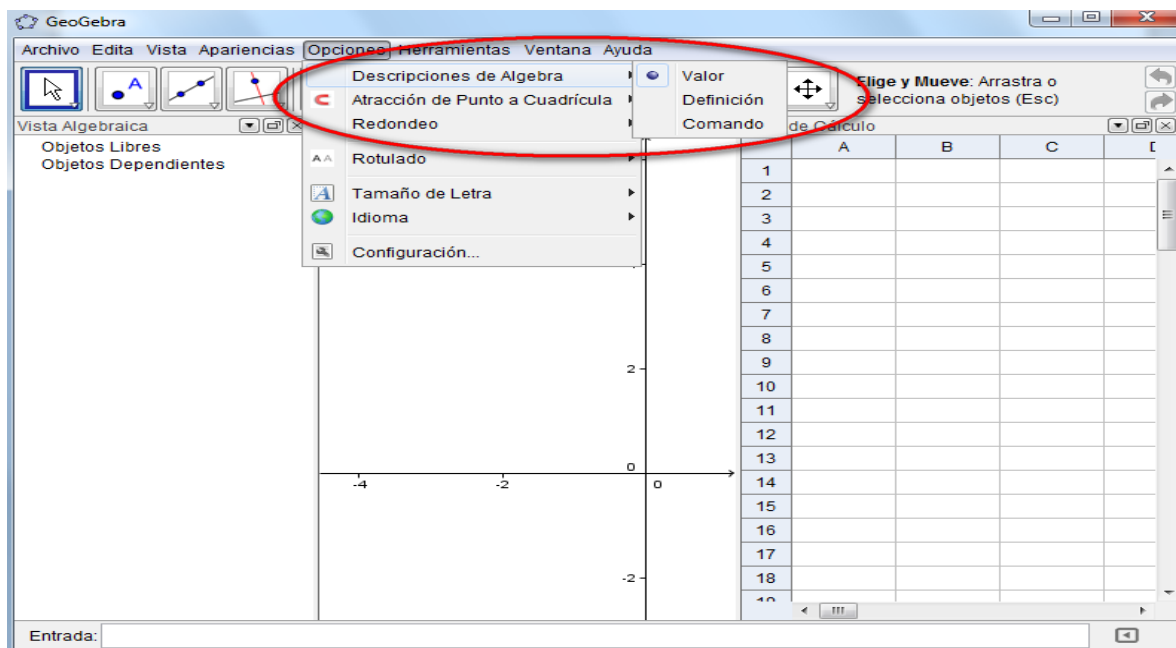 GeoGebra
Archivo Edita Vista Apariencias Opciones Herramientas Ventana Ayuda
A
Elige y Mueve: Arrastra o
selecciona objetos (Esc)
Descripciones de Algebra
Atracción de Punto a Cuadrícula
Redondeo
AA Rotulado
A Tamaño de Letra
Idioma
Configuración...
Valor
Definición
Comando
Vista Algebraica
Objetos Libres
Objetos Dependientes
de Cálculo
A B C
1
2
3
4
5
6
7
8
9
10
11
12
13
14
15
16
17
18
2
0
-4 -2 0
-2
Entrada: